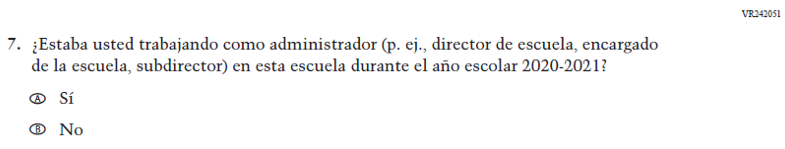 VR242051
7. ¿Estaba usted trabajando como administrador (p. ej., director de escuela, encargado
de la escuela, subdirector) en esta escuela durante el año escolar 2020-2021?
Ⓐ Sí
Ⓑ No